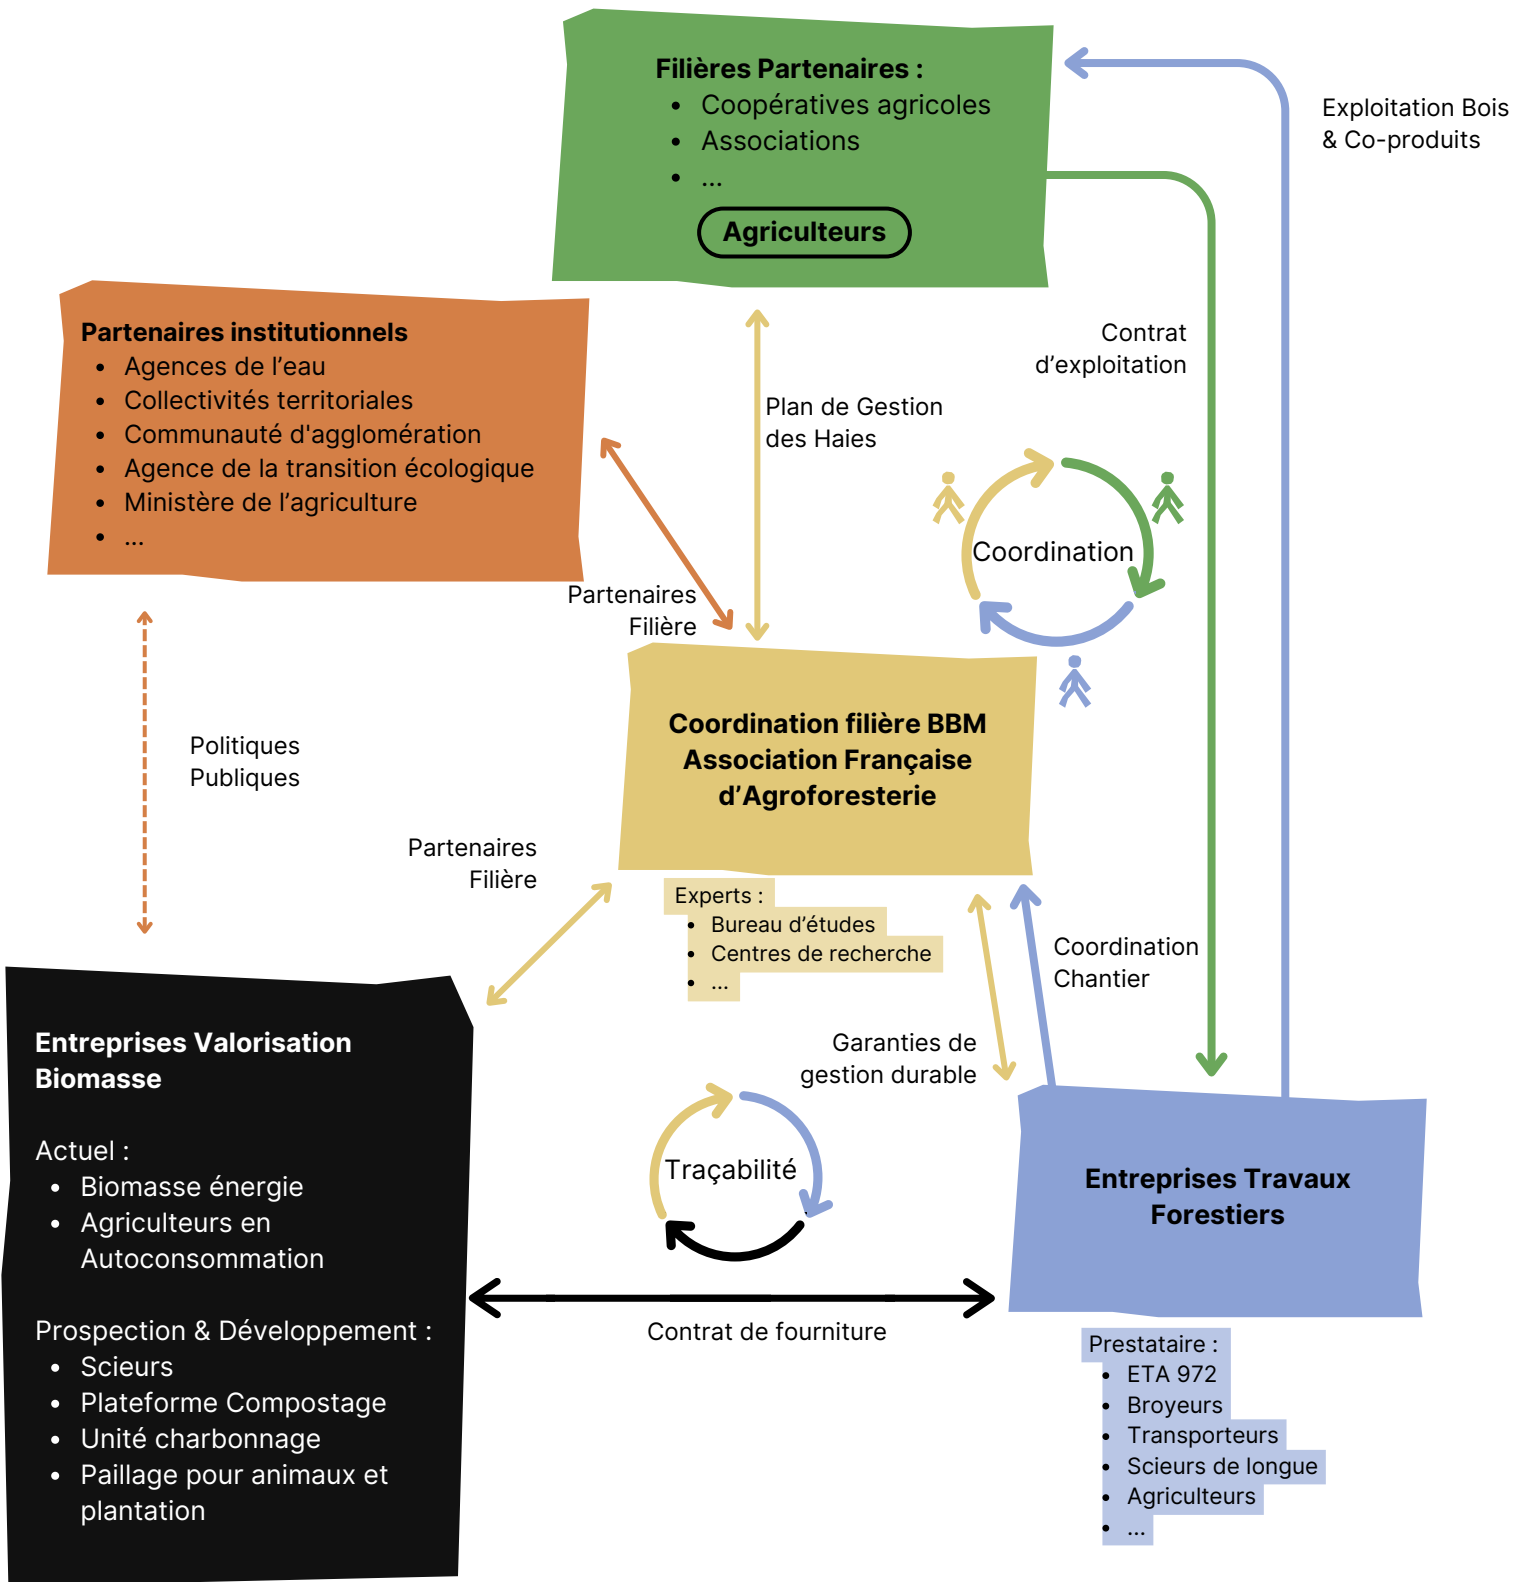 Filières Partenaires :
• Coopératives agricoles
• Associations
• ...
Agriculteurs
Exploitation Bois
& Co-produits
Partenaires institutionnels
• Agences de l’eau
• Collectivités territoriales
• Communauté d'agglomération
• Agence de la transition écologique
• Ministère de l’agriculture
• ...
Contrat
d’exploitation
Plan de Gestion
des Haies
Coordination
Partenaires
Filière
Coordination filière BBM
Association Française
d’Agroforesterie
Politiques
Publiques
Partenaires
Filière
Experts :
• Bureau d’études
• Centres de recherche
• ...
Coordination
Chantier
Garanties de
gestion durable
Entreprises Valorisation
Biomasse
Actuel :
• Biomasse énergie
• Agriculteurs en
Autoconsommation
Prospection & Développement :
• Scieurs
• Plateforme Compostage
• Unité charbonnage
• Paillage pour animaux et
plantation
Traçabilité
Contrat de fourniture
Entreprises Travaux
Forestiers
Prestataire :
• ETA 972
• Broyeurs
• Transporteurs
• Scieurs de longue
• Agriculteurs
• ...